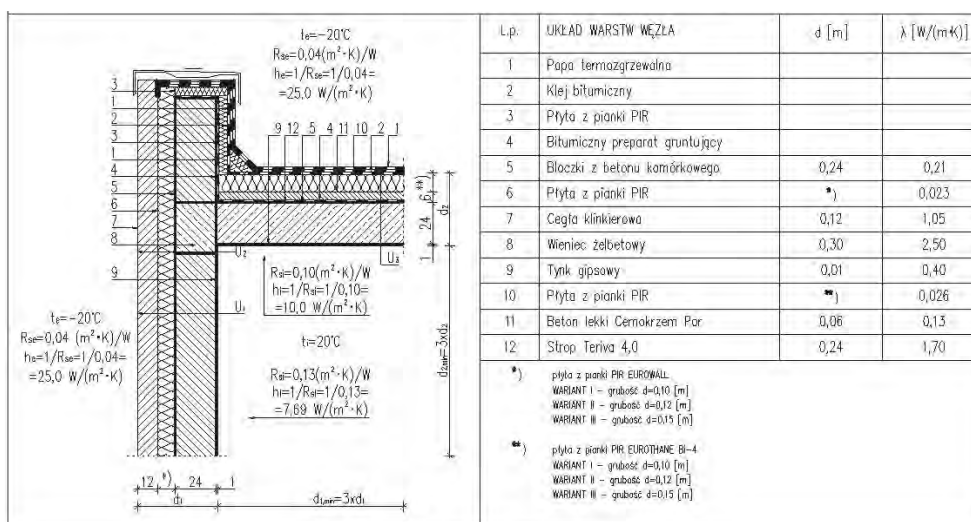 te=-20°C
Rse=0,04(m²·K)/W
he=1/Rse=1/0,04=
=25,0 W/(m²·K)
3
1
2
3
1
4
5
6
7
8
9
9 12 5 4 11 10 2 1
U2
U1
U3
1 24 6 **)
d2
Rsi=0,10(m²·K)/W
hi=1/Rsi=1/0,10=
=10,0 W/(m²·K)
te=-20°C
Rse=0,04 (m²·K)/W
he=1/Rse=1/0,04=
=25,0 W/(m²·K)
ti=20°C
Rsi=0,13(m²·K)/W
hi=1/Rsi=1/0,13=
=7,69 W/(m²·K)
d2,min=3xd2
12 *) 24 1
d1
d1,min=3xd1
L.p. UKŁAD WARSTW WĘZŁA d [m] λ [W/(m·K)]
1 Papa termozgrzewalna
2 Klej bitumiczny
3 Płyta z pianki PIR
4 Bitumiczny preparat gruntujący
5 Bloczki z betonu komórkowego 0,24 0,21
6 Płyta z pianki PIR *) 0,023
7 Cegła klinkierowa 0,12 1,05
8 Wieniec żelbetowy 0,30 2,50
9 Tynk gipsowy 0,01 0,40
10 Płyta z pianki PIR **) 0,026
11 Beton lekki Cemokrzem Por 0,06 0,13
12 Strop Teriva 4,0 0,24 1,70
*) płyta z pianki PIR EUROWALL
WARIANT I - grubość d=0,10 [m]
WARIANT II - grubość d=0,12 [m]
WARIANT III - grubość d=0,15 [m]
**) płyta z pianki PIR EUROTHANE BI-4
WARIANT I - grubość d=0,10 [m]
WARIANT II - grubość d=0,12 [m]
WARIANT III - grubość d=0,15 [m]